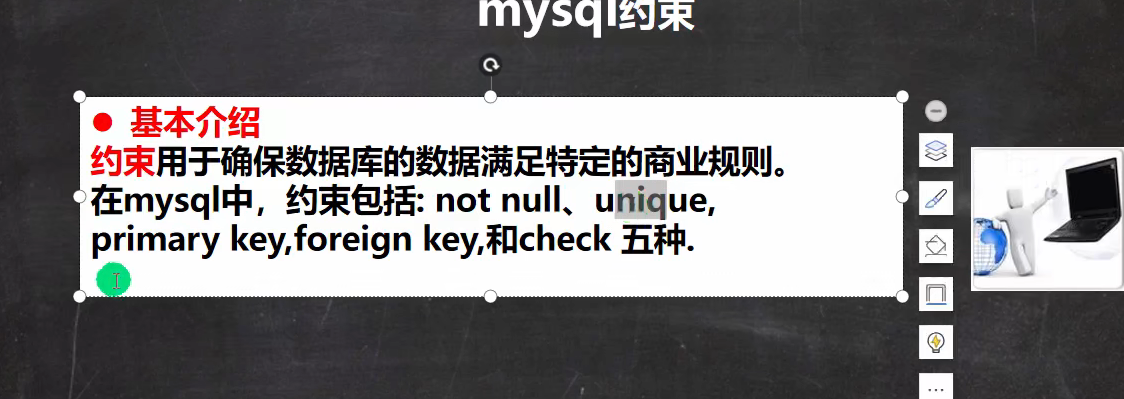 mysql约束
● 基本介绍
约束用于确保数据库的数据满足特定的商业规则。
在mysql中，约束包括: not null、unique,
primary key,foreign key,和check 五种.